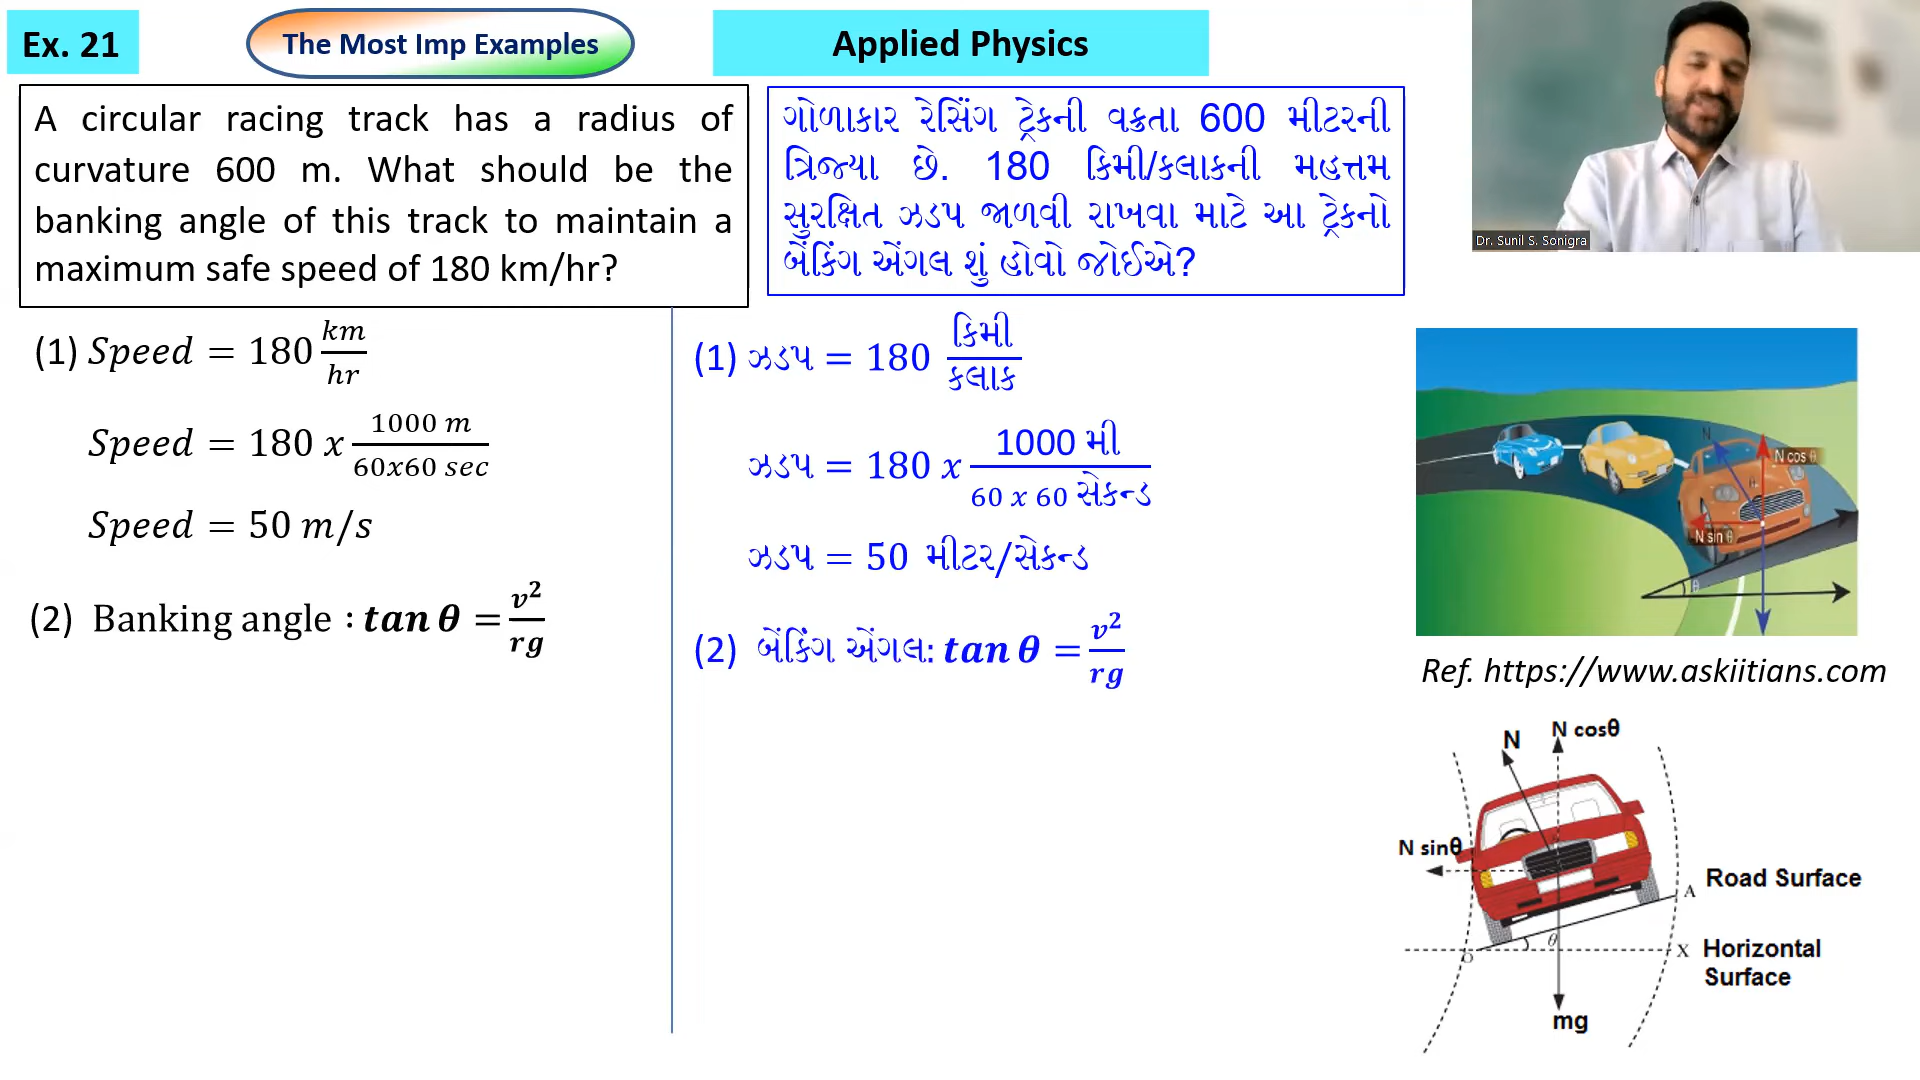 Ex. 21
The Most Imp Examples
Applied Physics
A circular racing track has a radius of
curvature 600 m. What should be the
banking angle of this track to maintain a
maximum safe speed of 180 km/hr?
ગોળાકાર રેસિંગ ટ્રેકની વક્રતા 600 મીટરની
ત્રિજ્યા છે. 180 કિમી/કલાકની મહત્તમ
સુરક્ષિત ઝડપ જાળવી રાખવા માટે આ ટ્રેકનો
બેંકિંગ એંગલ શું હોવો જોઈએ?
Dr. Sunil S. Sonigra
(1) Speed = 180 km/hr
Speed = 180 x 1000 m/60x60 sec
Speed = 50 m/s
(2) Banking angle : tan θ = v²/rg
(1) ઝડપ = 180 કિમી/કલાક
ઝડપ = 180 x 1000 મી/60 x 60 સેકન્ડ
ઝડપ = 50 મીટર/સેકન્ડ
(2) બેંકિંગ એંગલ: tan θ = v²/rg
N
N cos θ
θ
N sin θ
θ
Ref. https://www.askiitians.com
N
N cosθ
N sinθ
Road Surface
A
θ
O
X
Horizontal
Surface
mg